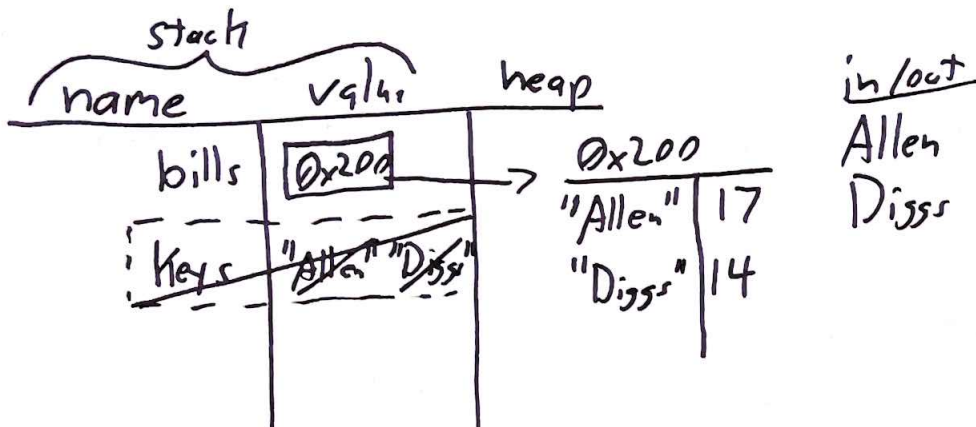 stack
name value heap in/out
bills 0x200 0x200 Allen
"Allen" 17 Diggs
Keys "Allen" "Diggs" "Diggs" 14